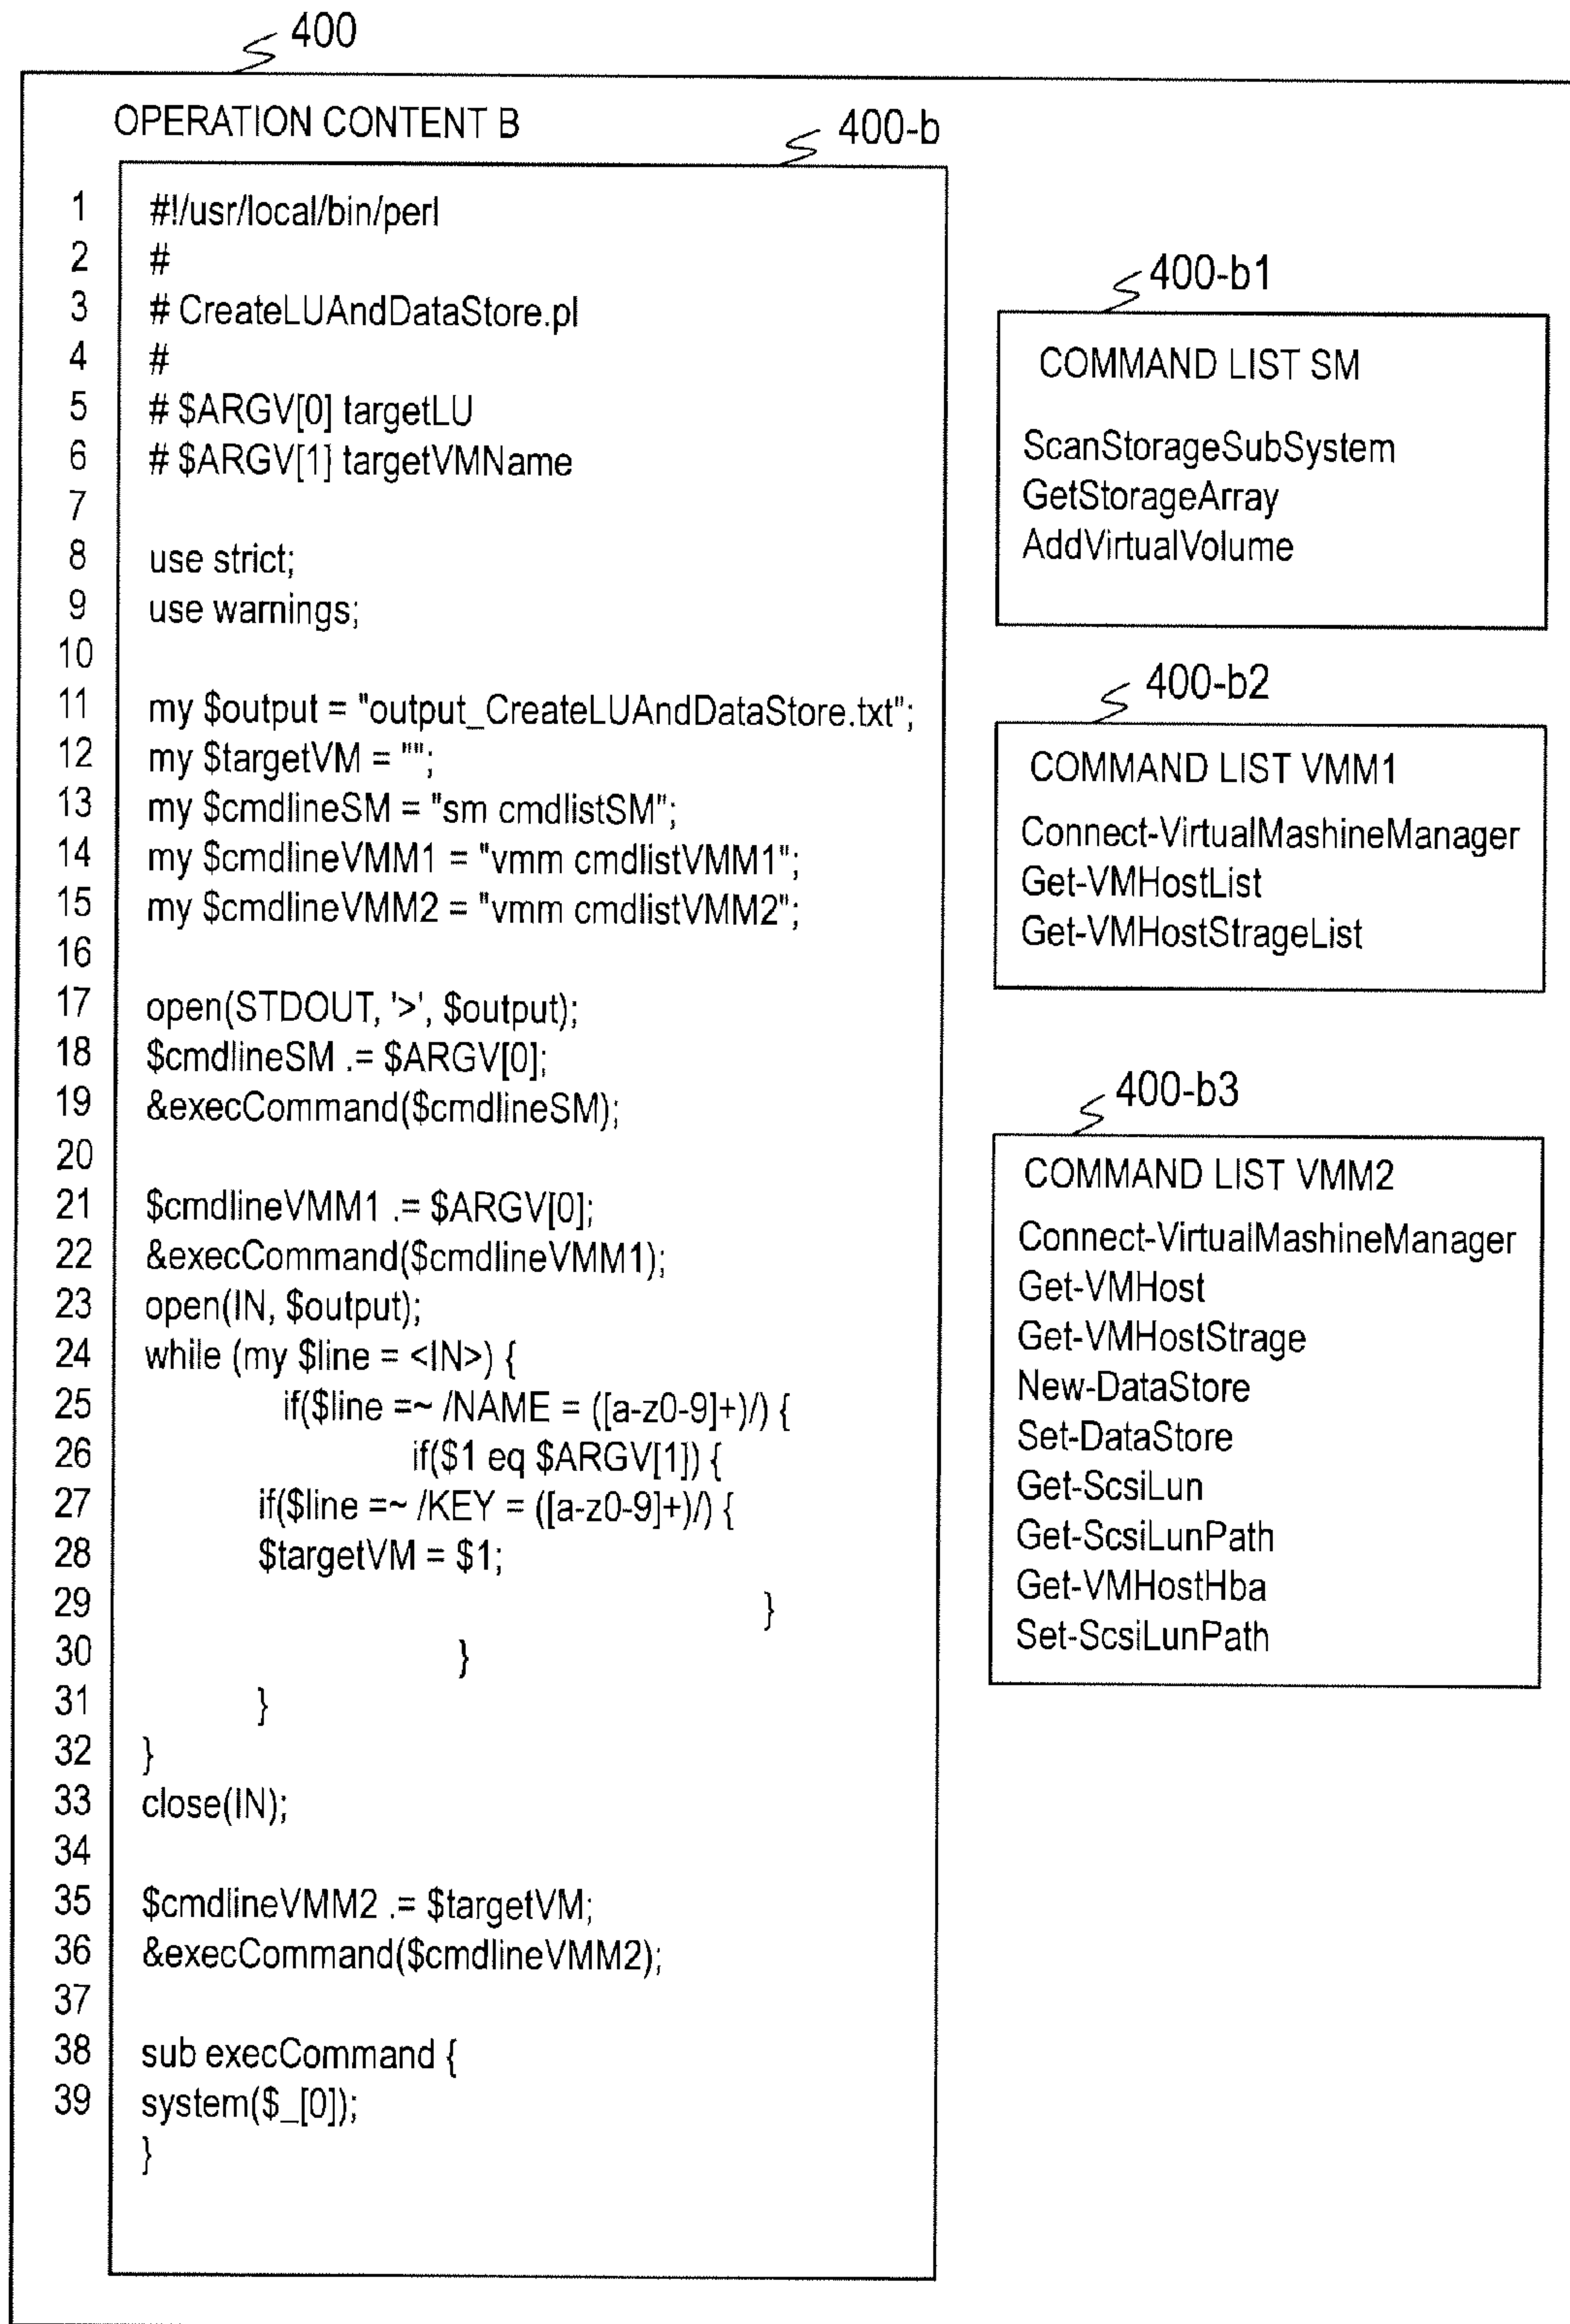 400
OPERATION CONTENT B
400-b
1 #!/usr/local/bin/perl
2 #
3 # CreateLUAndDataStore.pl
4 #
5 # $ARGV[0] targetLU
6 # $ARGV[1] targetVMName
7
8 use strict;
9 use warnings;
10
11 my $output = "output_CreateLUAndDataStore.txt";
12 my $targetVM = "";
13 my $cmdlineSM = "sm cmdlistSM";
14 my $cmdlineVMM1 = "vmm cmdlistVMM1";
15 my $cmdlineVMM2 = "vmm cmdlistVMM2";
16
17 open(STDOUT, '>', $output);
18 $cmdlineSM .= $ARGV[0];
19 &execCommand($cmdlineSM);
20
21 $cmdlineVMM1 .= $ARGV[0];
22 &execCommand($cmdlineVMM1);
23 open(IN, $output);
24 while (my $line = <IN>) {
25 if($line =~ /NAME = ([a-z0-9]+)/) {
26 if($1 eq $ARGV[1]) {
27 if($line =~ /KEY = ([a-z0-9]+)/) {
28 $targetVM = $1;
29 }
30 }
31 }
32 }
33 close(IN);
34
35 $cmdlineVMM2 .= $targetVM;
36 &execCommand($cmdlineVMM2);
37
38 sub execCommand {
39 system($_[0]);
}
400-b1
COMMAND LIST SM
ScanStorageSubSystem
GetStorageArray
AddVirtualVolume
400-b2
COMMAND LIST VMM1
Connect-VirtualMashineManager
Get-VMHostList
Get-VMHostStrageList
400-b3
COMMAND LIST VMM2
Connect-VirtualMashineManager
Get-VMHost
Get-VMHostStrage
New-DataStore
Set-DataStore
Get-ScsiLun
Get-ScsiLunPath
Get-VMHostHba
Set-ScsiLunPath